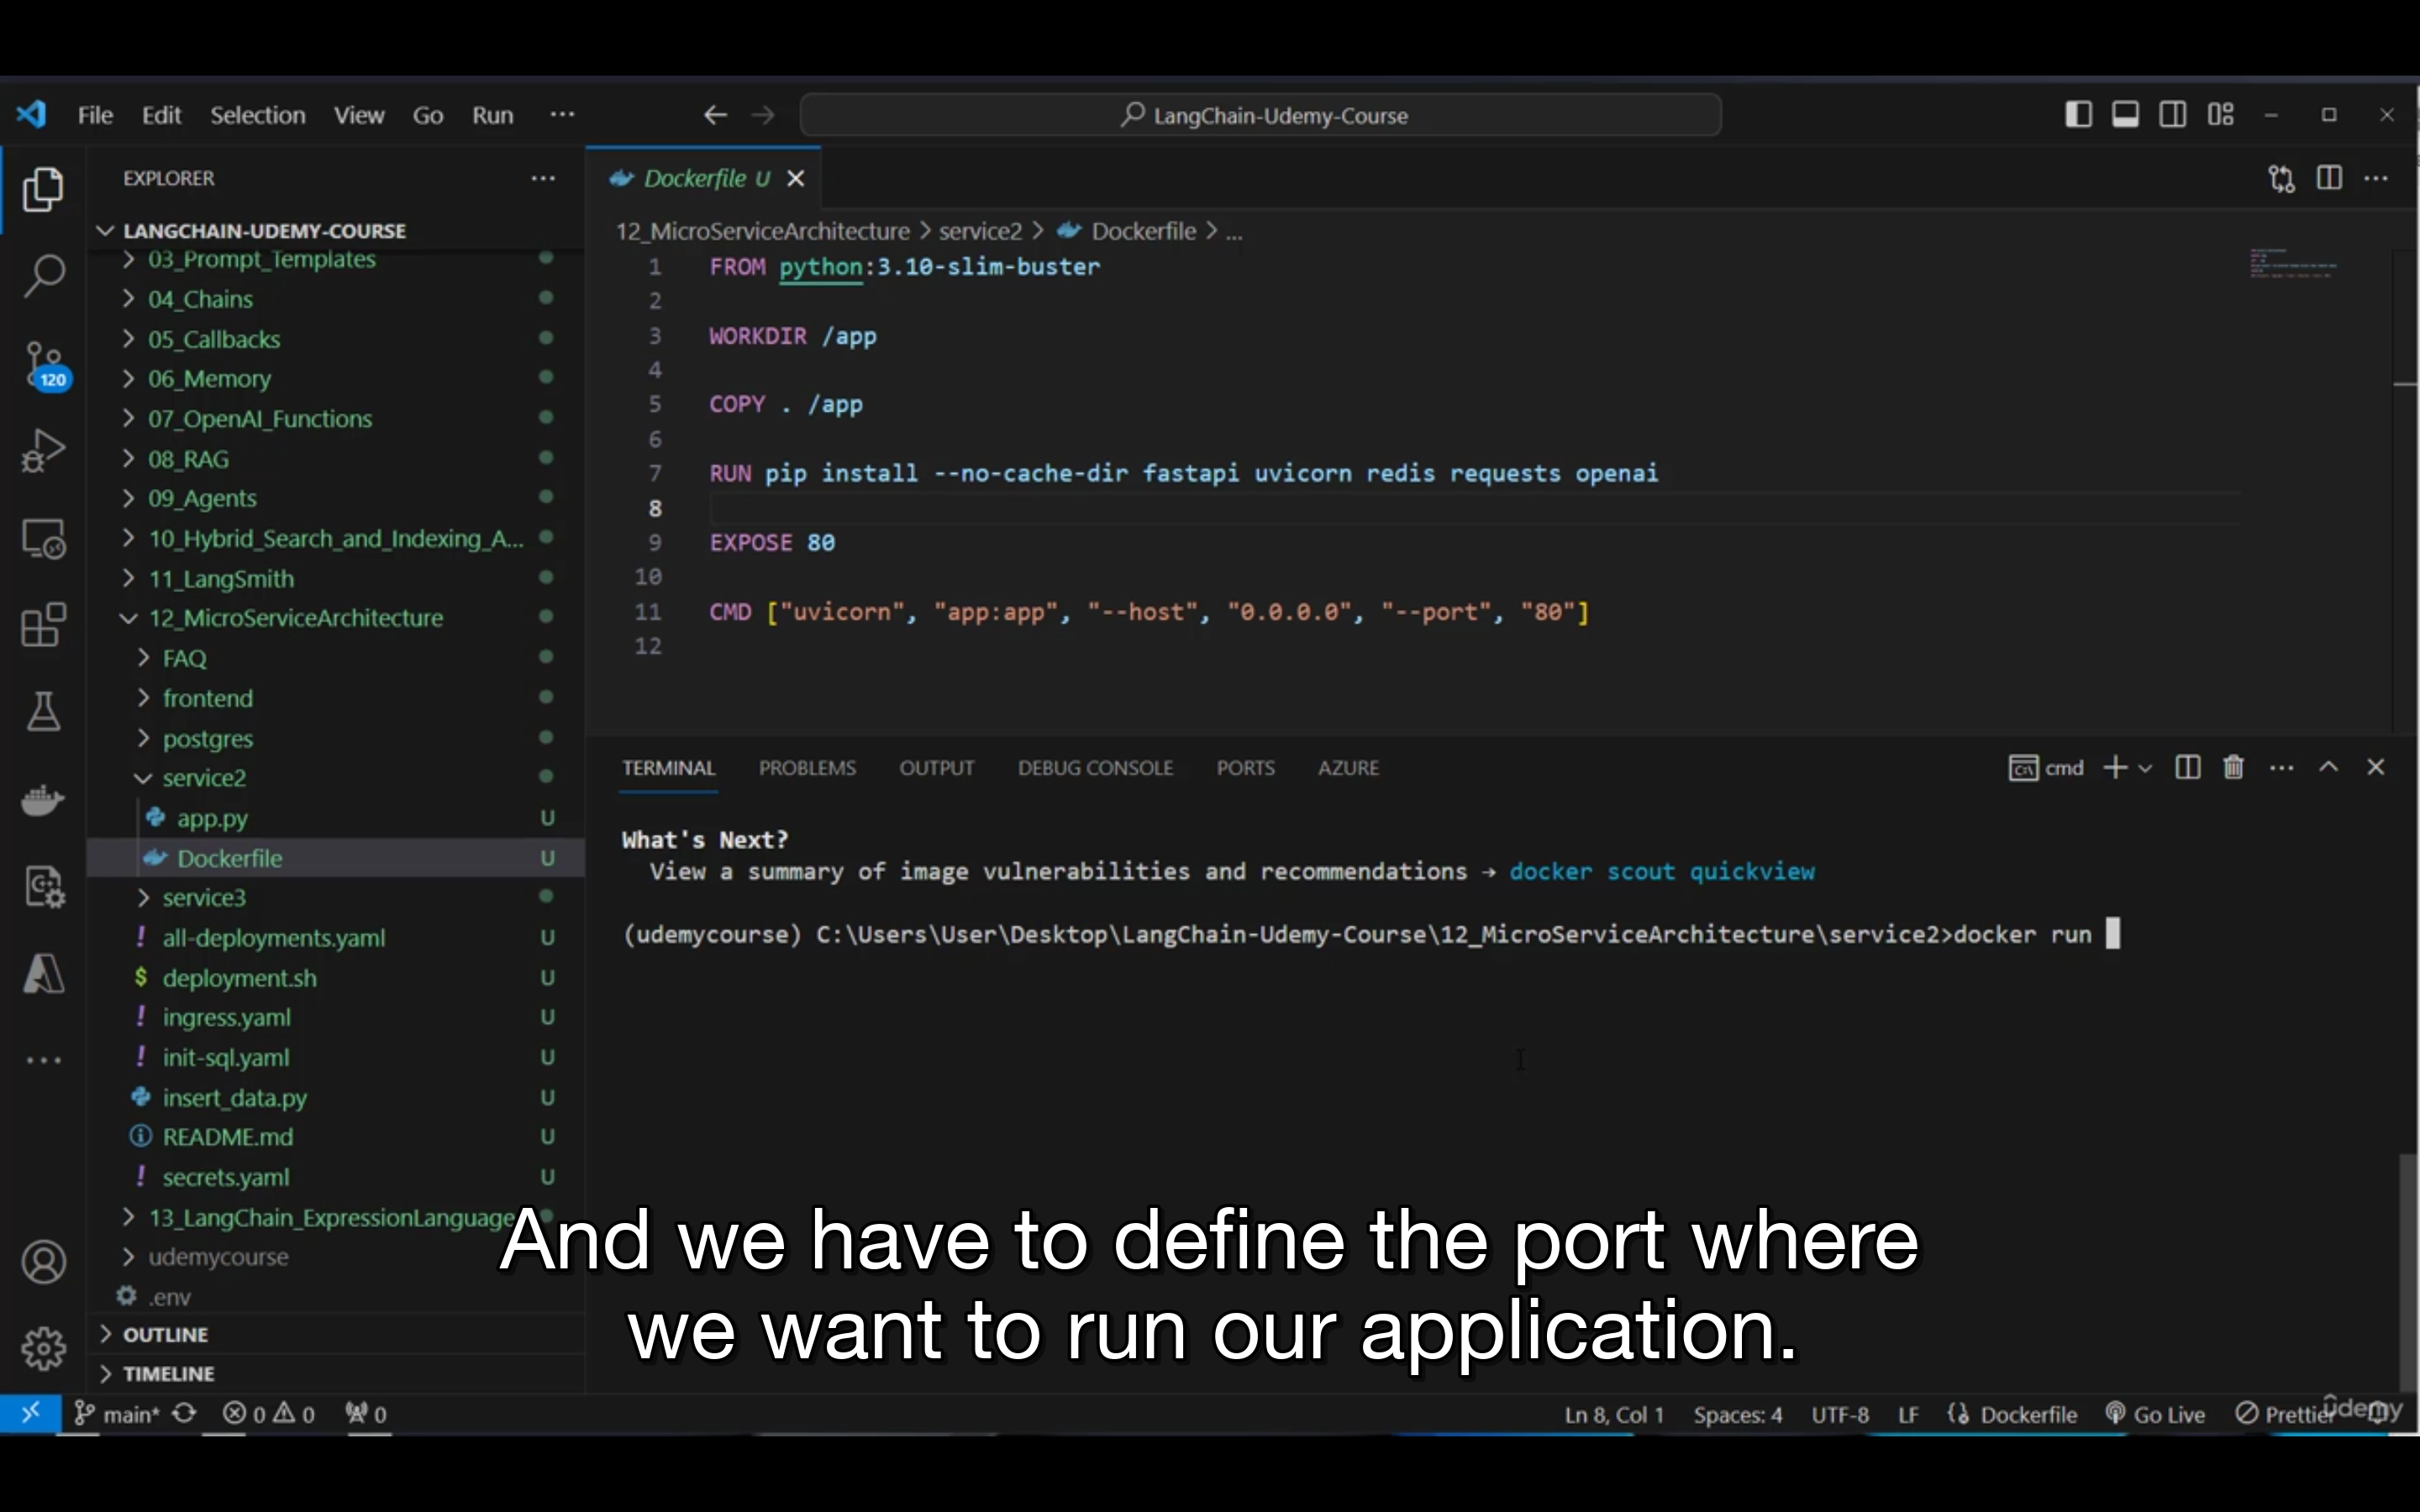 File Edit Selection View Go Run ··· LangChain-Udemy-Course
EXPLORER
LANGCHAIN-UDEMY-COURSE
03_Prompt_Templates
04_Chains
05_Callbacks
06_Memory
07_OpenAI_Functions
08_RAG
09_Agents
10_Hybrid_Search_and_Indexing_A...
11_LangSmith
12_MicroServiceArchitecture
FAQ
frontend
postgres
service2
app.py U
Dockerfile U
service3
all-deployments.yaml U
deployment.sh U
ingress.yaml U
init-sql.yaml U
insert_data.py U
README.md U
secrets.yaml U
13_LangChain_ExpressionLanguage
udemycourse
.env
OUTLINE
TIMELINE
120
Dockerfile U
12_MicroServiceArchitecture > service2 > Dockerfile > ...
1 FROM python:3.10-slim-buster
2
3 WORKDIR /app
4
5 COPY . /app
6
7 RUN pip install --no-cache-dir fastapi uvicorn redis requests openai
8
9 EXPOSE 80
10
11 CMD ["uvicorn", "app:app", "--host", "0.0.0.0", "--port", "80"]
12
TERMINAL PROBLEMS OUTPUT DEBUG CONSOLE PORTS AZURE cmd
What's Next?
View a summary of image vulnerabilities and recommendations → docker scout quickview
(udemycourse) C:\Users\User\Desktop\LangChain-Udemy-Course\12_MicroServiceArchitecture\service2>docker run
And we have to define the port where
we want to run our application.
main* 0 0 0 Ln 8, Col 1 Spaces: 4 UTF-8 LF Dockerfile Go Live Prettier
ûdemy